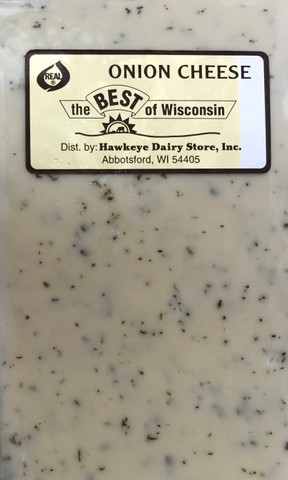 REAL
®
ONION CHEESE
the BEST of Wisconsin
Dist. by: Hawkeye Dairy Store, Inc.
Abbotsford, WI 54405